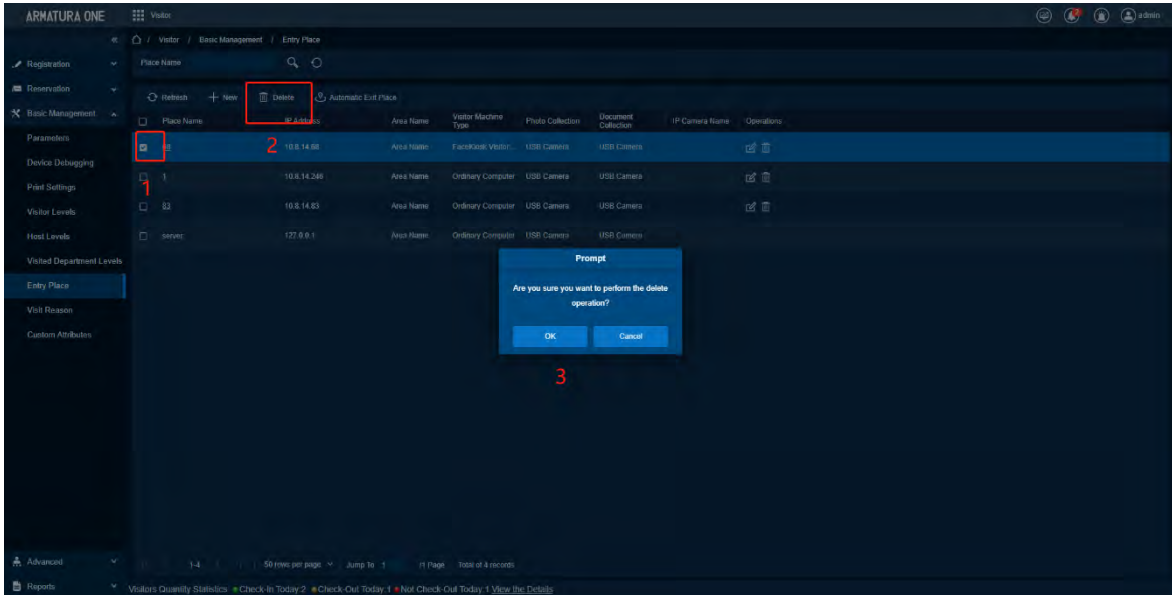 ARMATURA ONE
Visitor
admin
/ Visitor / Basic Management / Entry Place
Registration
Place Name
Reservation
Refresh New Delete Automatic Exit Place
Basic Management
Place Name IP Address Area Name Visitor Machine Type Photo Collection Document Collection IP Camera Name Operations
Parameters
10.8.14.88 Area Name FaceKiosk Visitor... USB Camera USB Camera
2
Device Debugging
1 10.8.14.246 Area Name Ordinary Computer USB Camera USB Camera
1
Print Settings
Visitor Levels
83 10.8.14.83 Area Name Ordinary Computer USB Camera USB Camera
Host Levels
server 127.0.0.1 Area Name Ordinary Computer USB Camera USB Camera
Visited Department Levels
Prompt
Entry Place
Are you sure you want to perform the delete
operation?
Visit Reason
Custom Attributes
OK Cancel
3
Advanced
1-4 50 rows per page Jump To 1 /1 Page Total of 4 records
Reports
Visitors Quantity Statistics Check-In Today:2 Check-Out Today:1 Not Check-Out Today:1 View the Details